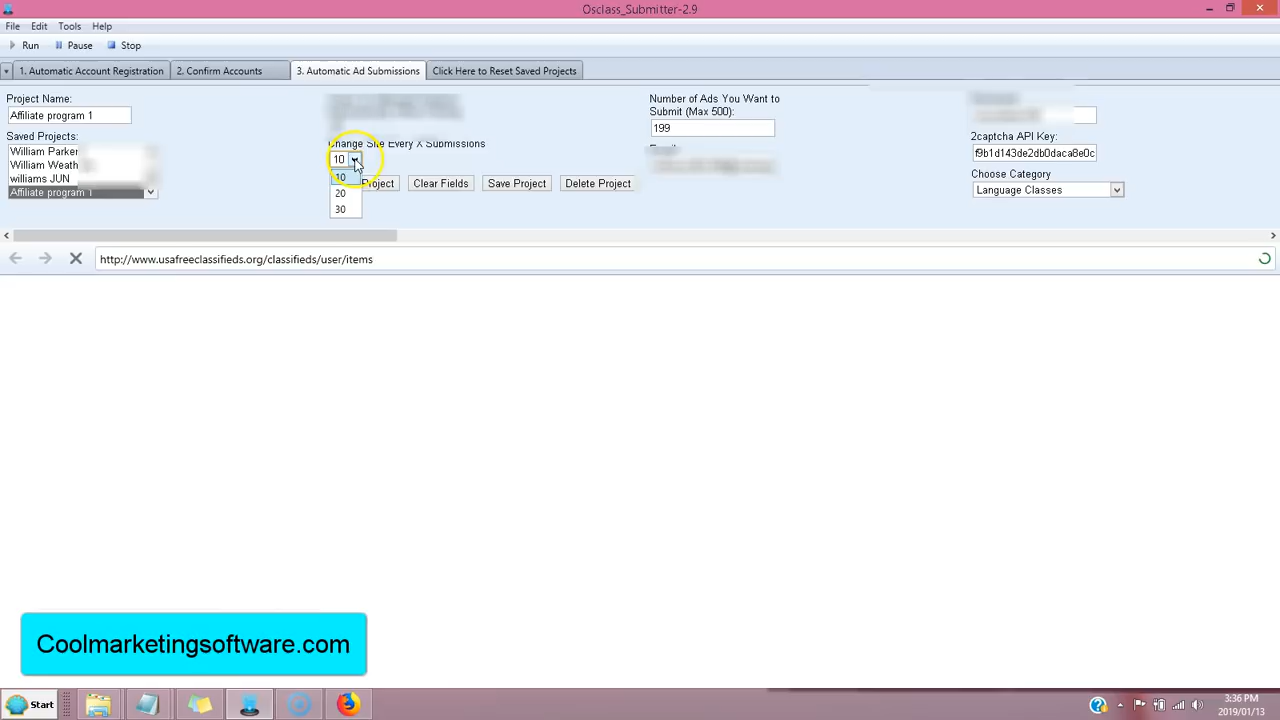 Osclass_Submitter-2.9
File Edit Tools Help
Run Pause Stop
1. Automatic Account Registration 2. Confirm Accounts 3. Automatic Ad Submissions Click Here to Reset Saved Projects
Project Name:
Affiliate program 1
Saved Projects:
William Parker
William Weath
williams JUN
Affiliate program 1
Change Site Every X Submissions
10
10
20
30
Project Clear Fields Save Project Delete Project
Number of Ads You Want to
Submit (Max 500):
199
2captcha API Key:
f9b1d143de2db0daca8e0c
Choose Category
Language Classes
http://www.usafreeclassifieds.org/classifieds/user/items
Coolmarketingsoftware.com
Start
3:36 PM
2019/01/13